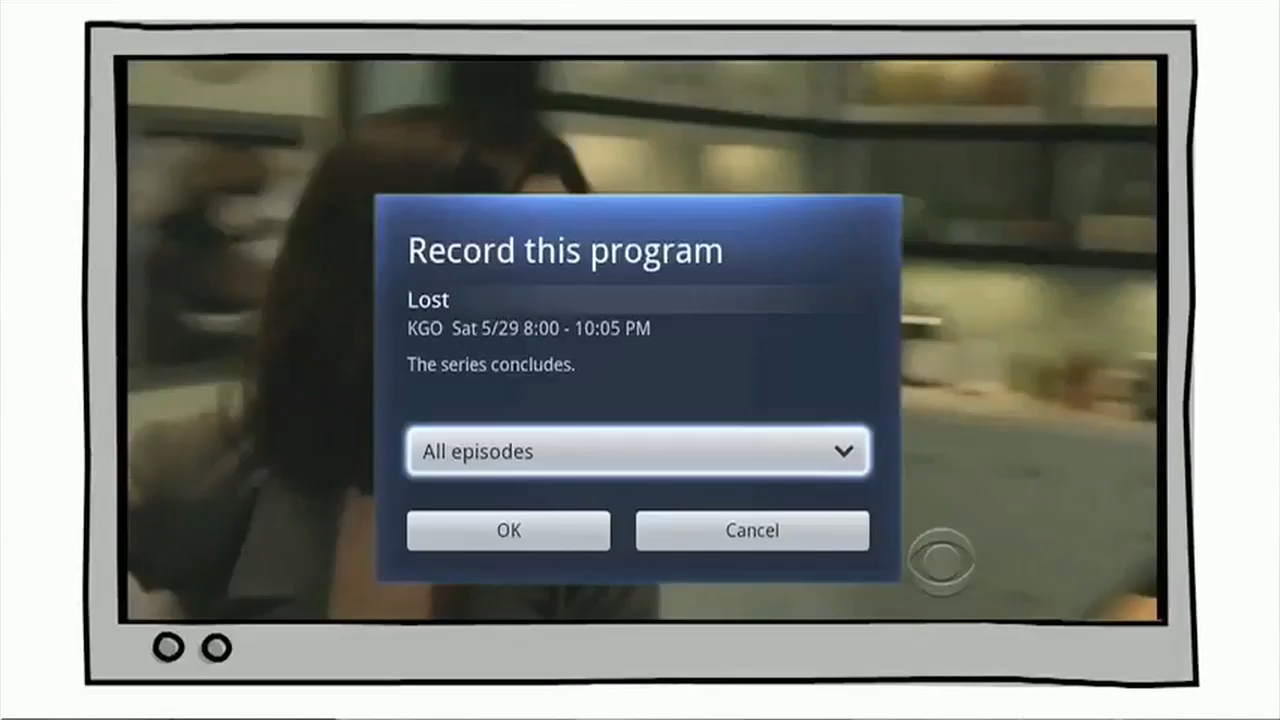 Record this program
Lost
KGO Sat 5/29 8:00 - 10:05 PM
The series concludes.
All episodes
OK
Cancel